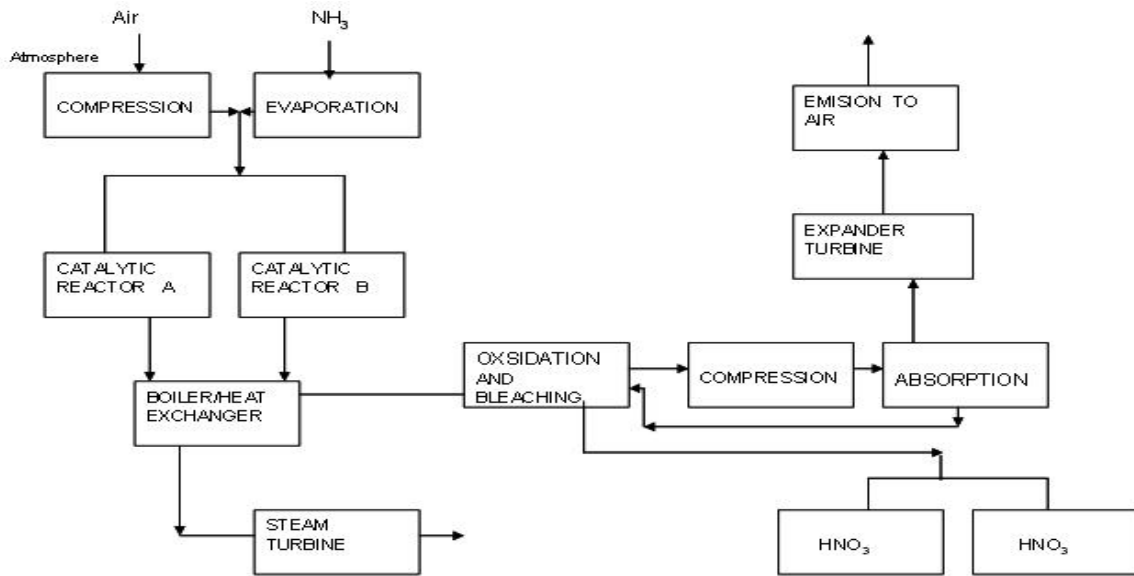 Air
NH₃
Atmosphere
COMPRESSION
EVAPORATION
EMISION TO
AIR
EXPANDER
TURBINE
CATALYTIC
REACTOR A
CATALYTIC
REACTOR B
OXSIDATION
AND
BLEACHING
COMPRESSION
ABSORPTION
BOILER/HEAT
EXCHANGER
STEAM
TURBINE
HNO₃
HNO₃